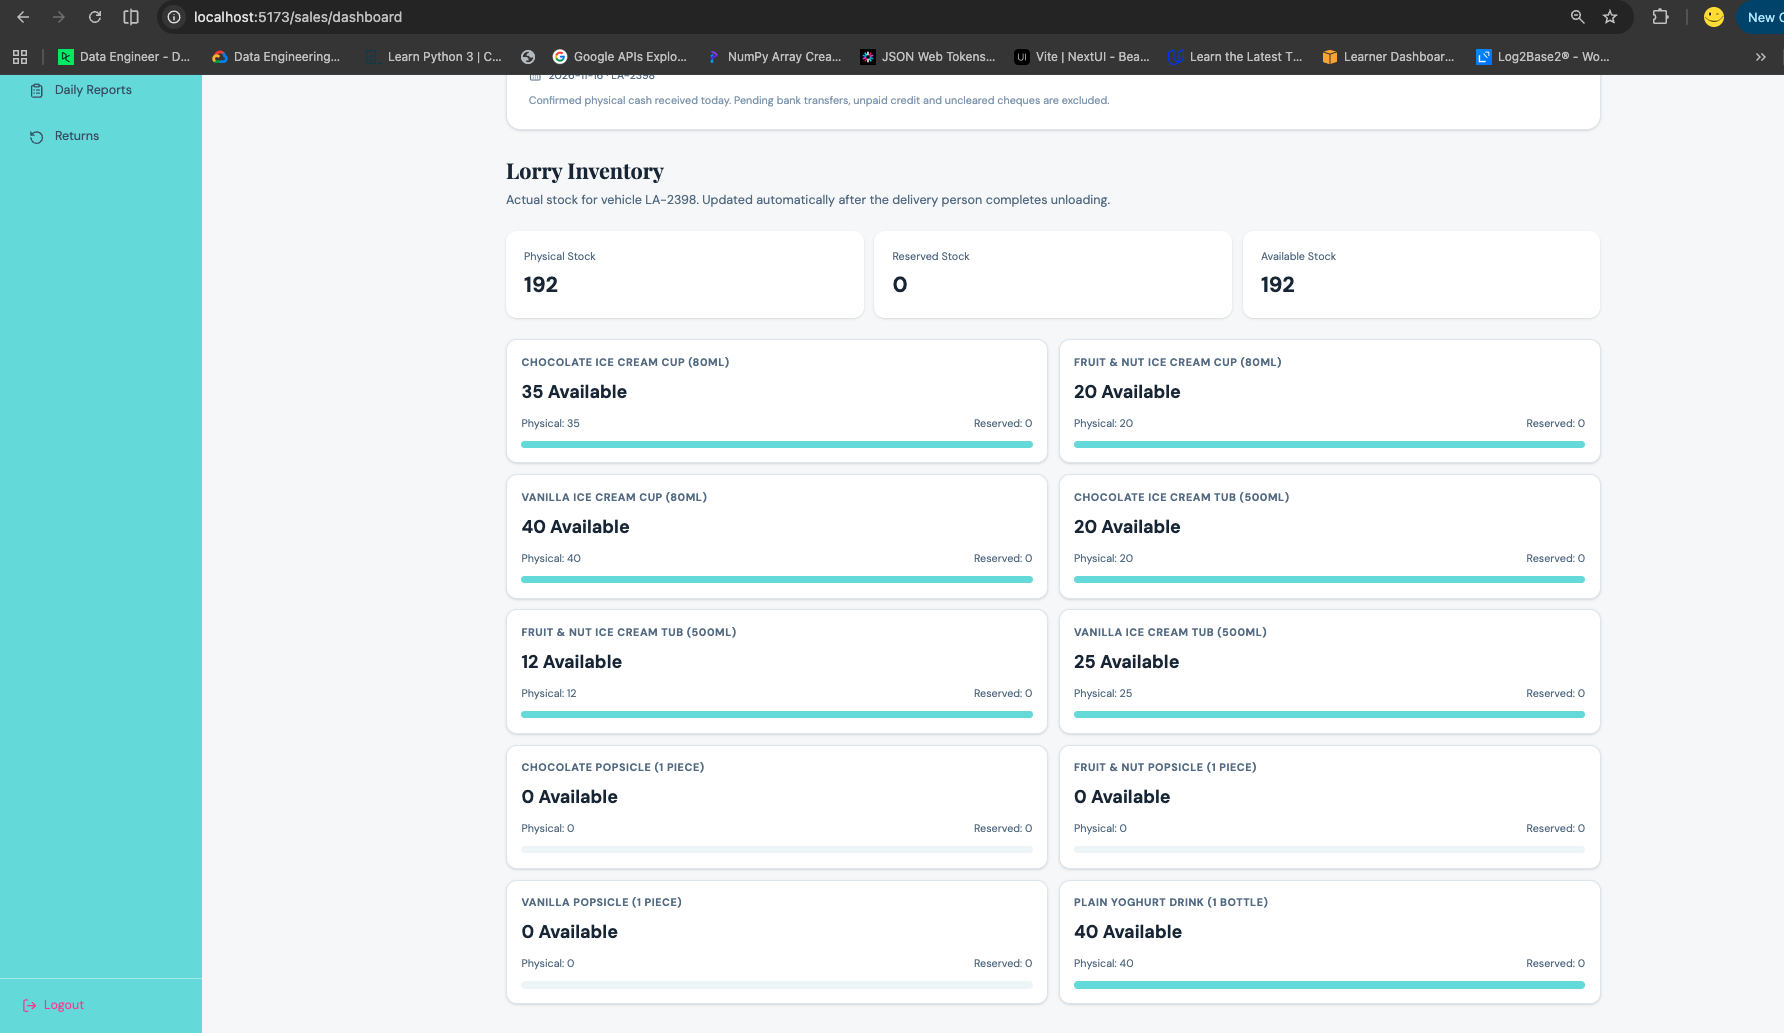 localhost:5173/sales/dashboard
New C
Data Engineer - D...
Data Engineering...
Learn Python 3 | C...
Google APIs Explo...
NumPy Array Crea...
JSON Web Tokens...
Vite | NextUI - Bea...
Learn the Latest T...
Learner Dashboar...
Log2Base2® - Wo...
Daily Reports
Returns
Logout
2026-11-16 · LA-2398
Confirmed physical cash received today. Pending bank transfers, unpaid credit and uncleared cheques are excluded.
Lorry Inventory
Actual stock for vehicle LA-2398. Updated automatically after the delivery person completes unloading.
Physical Stock
192
Reserved Stock
0
Available Stock
192
CHOCOLATE ICE CREAM CUP (80ML)
35 Available
Physical: 35
Reserved: 0
FRUIT & NUT ICE CREAM CUP (80ML)
20 Available
Physical: 20
Reserved: 0
VANILLA ICE CREAM CUP (80ML)
40 Available
Physical: 40
Reserved: 0
CHOCOLATE ICE CREAM TUB (500ML)
20 Available
Physical: 20
Reserved: 0
FRUIT & NUT ICE CREAM TUB (500ML)
12 Available
Physical: 12
Reserved: 0
VANILLA ICE CREAM TUB (500ML)
25 Available
Physical: 25
Reserved: 0
CHOCOLATE POPSICLE (1 PIECE)
0 Available
Physical: 0
Reserved: 0
FRUIT & NUT POPSICLE (1 PIECE)
0 Available
Physical: 0
Reserved: 0
VANILLA POPSICLE (1 PIECE)
0 Available
Physical: 0
Reserved: 0
PLAIN YOGHURT DRINK (1 BOTTLE)
40 Available
Physical: 40
Reserved: 0